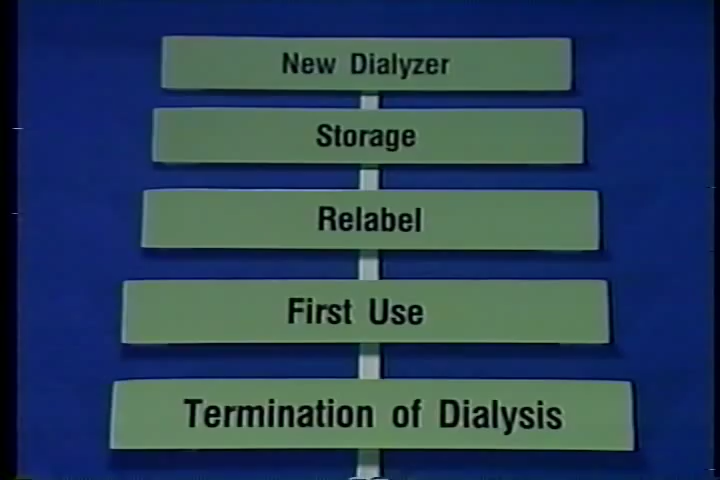 New Dialyzer
Storage
Relabel
First Use
Termination of Dialysis